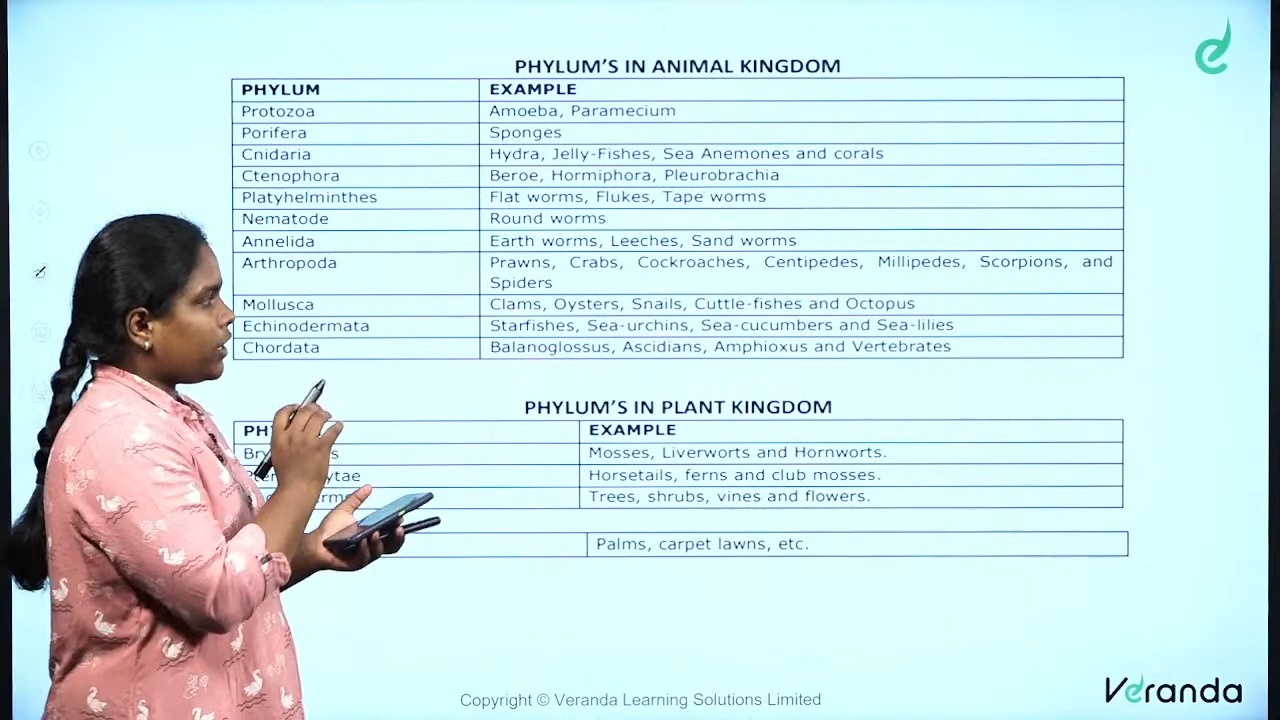 PHYLUM'S IN ANIMAL KINGDOM
PHYLUM EXAMPLE
Protozoa Amoeba, Paramecium
Porifera Sponges
Cnidaria Hydra, Jelly-Fishes, Sea Anemones and corals
Ctenophora Beroe, Hormiphora, Pleurobrachia
Platyhelminthes Flat worms, Flukes, Tape worms
Nematode Round worms
Annelida Earth worms, Leeches, Sand worms
Arthropoda Prawns, Crabs, Cockroaches, Centipedes, Millipedes, Scorpions, and
Spiders
Mollusca Clams, Oysters, Snails, Cuttle-fishes and Octopus
Echinodermata Starfishes, Sea-urchins, Sea-cucumbers and Sea-lilies
Chordata Balanoglossus, Ascidians, Amphioxus and Vertebrates
PHYLUM'S IN PLANT KINGDOM
EXAMPLE
Mosses, Liverworts and Hornworts.
Horsetails, ferns and club mosses.
Trees, shrubs, vines and flowers.
Palms, carpet lawns, etc.
Copyright © Veranda Learning Solutions Limited
Veranda